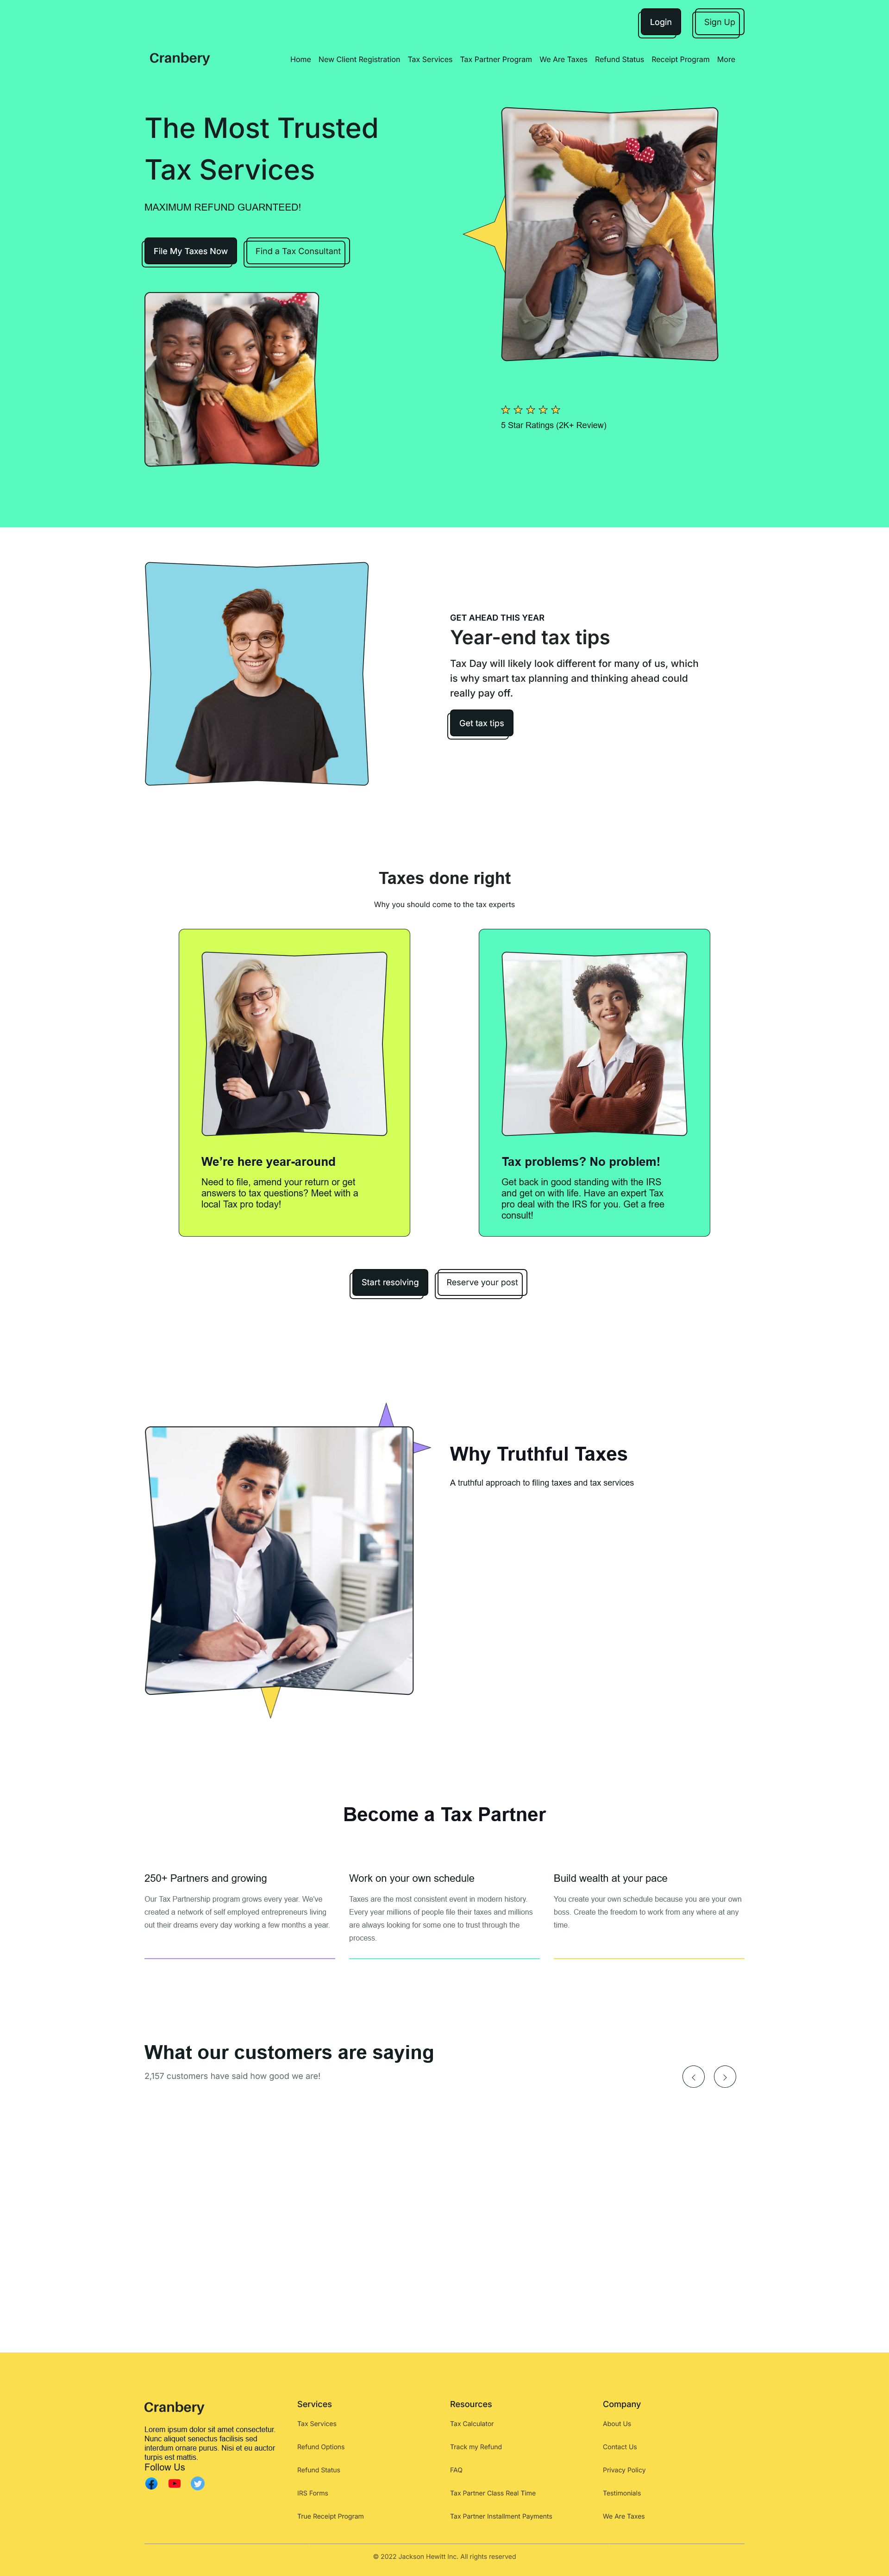 Login
Sign Up
Cranbery
Home
New Client Registration
Tax Services
Tax Partner Program
We Are Taxes
Refund Status
Receipt Program
More
The Most Trusted
Tax Services
MAXIMUM REFUND GUARNTEED!
File My Taxes Now
Find a Tax Consultant
5 Star Ratings (2K+ Review)
GET AHEAD THIS YEAR
Year-end tax tips
Tax Day will likely look different for many of us, which
is why smart tax planning and thinking ahead could
really pay off.
Get tax tips
Taxes done right
Why you should come to the tax experts
We're here year-around
Need to file, amend your return or get
answers to tax questions? Meet with a
local Tax pro today!
Tax problems? No problem!
Get back in good standing with the IRS
and get on with life. Have an expert Tax
pro deal with the IRS for you. Get a free
consult!
Start resolving
Reserve your post
Why Truthful Taxes
A truthful approach to filing taxes and tax services
Become a Tax Partner
250+ Partners and growing
Our Tax Partnership program grows every year. We've
created a network of self employed entrepreneurs living
out their dreams every day working a few months a year.
Work on your own schedule
Taxes are the most consistent event in modern history.
Every year millions of people file their taxes and millions
are always looking for some one to trust through the
process.
Build wealth at your pace
You create your own schedule because you are your own
boss. Create the freedom to work from any where at any
time.
What our customers are saying
2,157 customers have said how good we are!
Cranbery
Lorem ipsum dolor sit amet consectetur.
Nunc aliquet senectus facilisis sed
interdum ornare purus. Nisi et eu auctor
turpis est mattis.
Follow Us
Services
Tax Services
Refund Options
Refund Status
IRS Forms
True Receipt Program
Resources
Tax Calculator
Track my Refund
FAQ
Tax Partner Class Real Time
Tax Partner Installment Payments
Company
About Us
Contact Us
Privacy Policy
Testimonials
We Are Taxes
© 2022 Jackson Hewitt Inc. All rights reserved